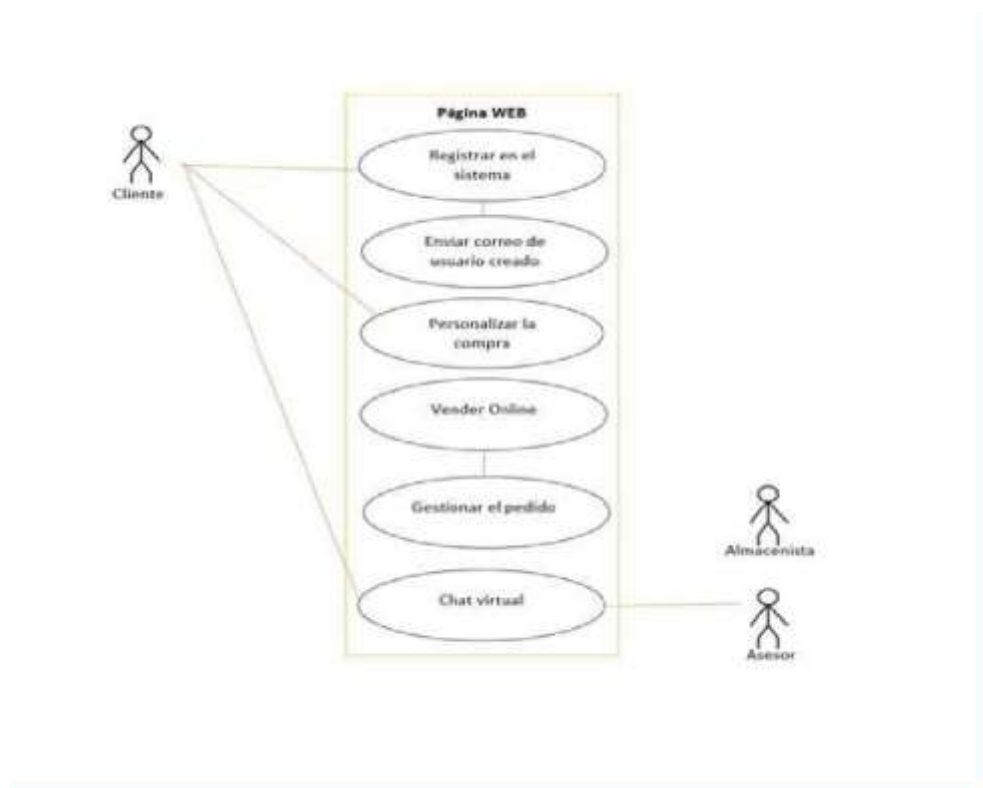 Página WEB
Registrar en el
sistema
Cliente
Enviar correo de
usuario creado
Personalizar la
compra
Vender Online
Gestionar el pedido
Almacenista
Chat virtual
Asesor